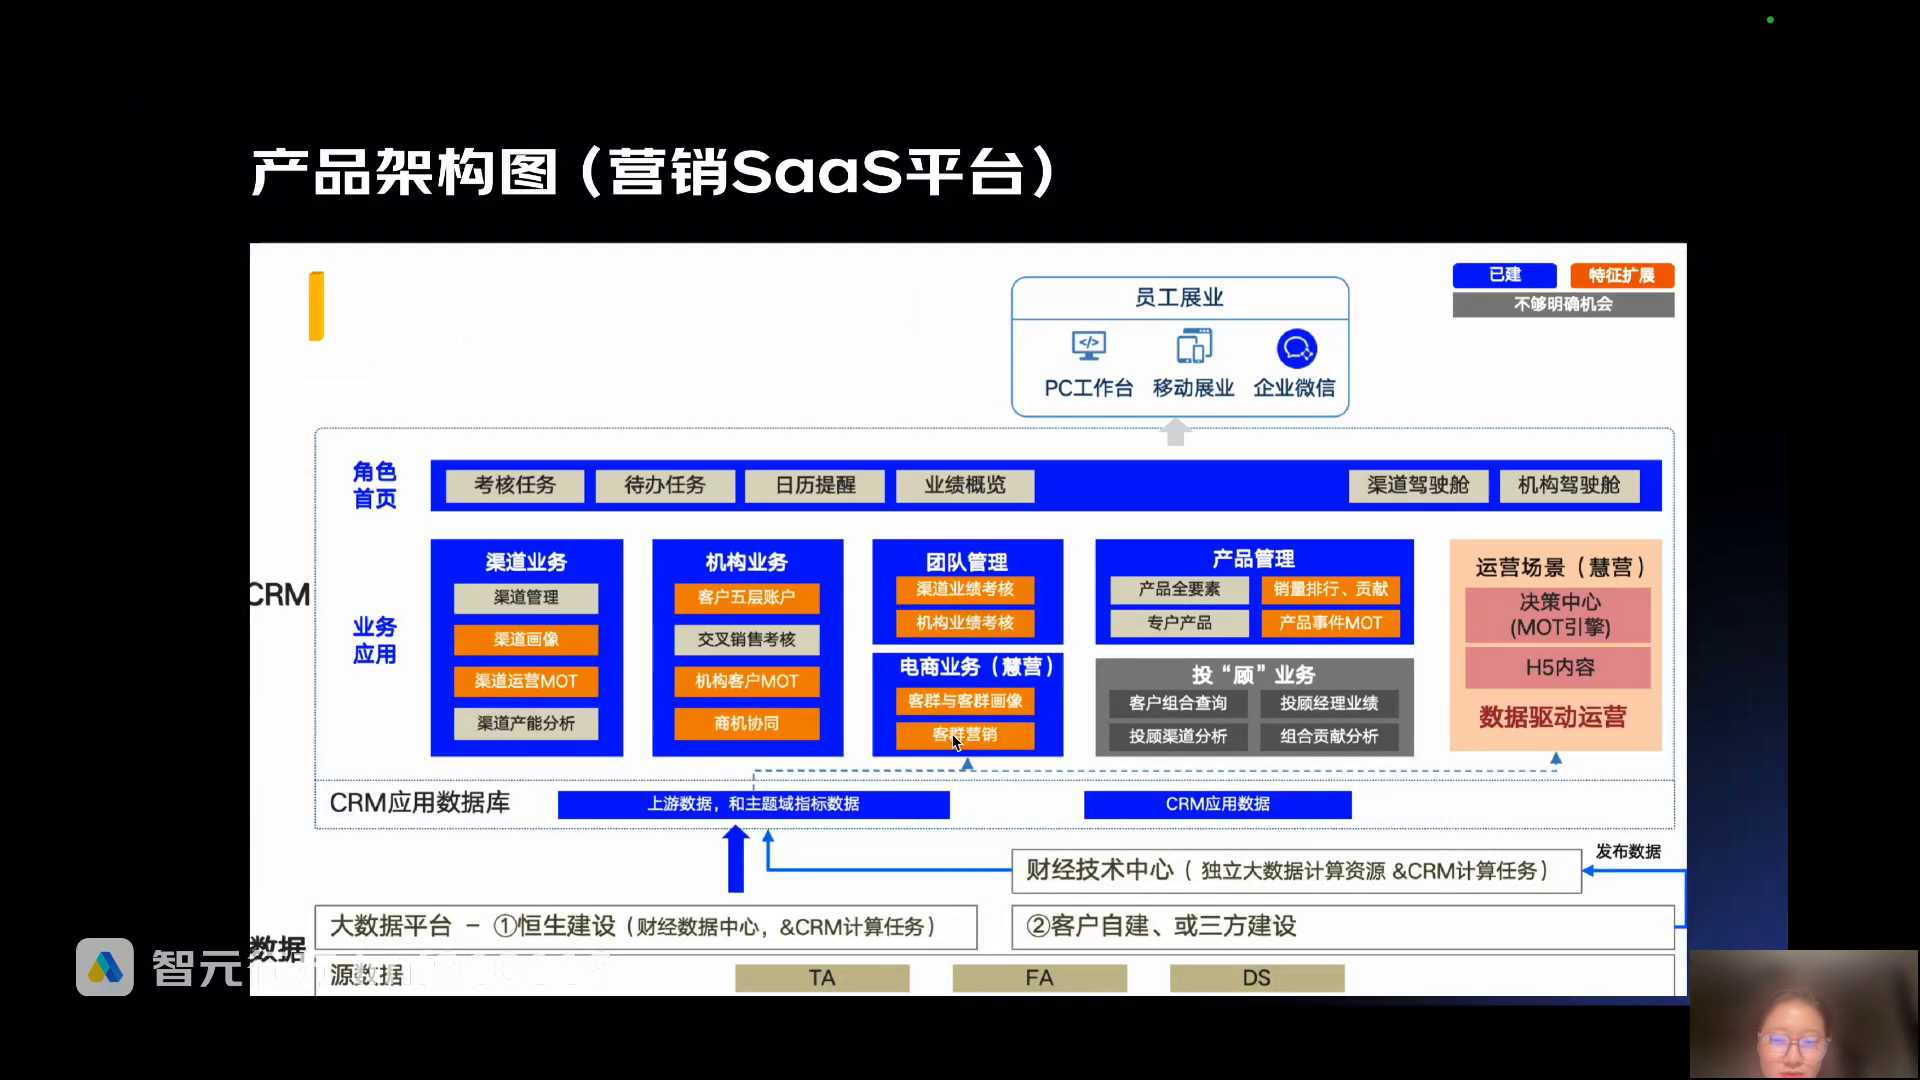 产品架构图（营销SaaS平台）
已建
特征扩展
不够明确机会
员工展业
PC工作台
移动展业
企业微信
CRM
角色
首页
考核任务
待办任务
日历提醒
业绩概览
渠道驾驶舱
机构驾驶舱
业务
应用
渠道业务
渠道管理
渠道画像
渠道运营MOT
渠道产能分析
机构业务
客户五层账户
交叉销售考核
机构客户MOT
商机协同
团队管理
渠道业绩考核
机构业绩考核
电商业务（慧营）
客群与客群画像
客群营销
产品管理
产品全要素
销量排行、贡献
专户产品
产品事件MOT
投“顾”业务
客户组合查询
投顾经理业绩
投顾渠道分析
组合贡献分析
运营场景（慧营）
决策中心
(MOT引擎)
H5内容
数据驱动运营
CRM应用数据库
上游数据，和主题域指标数据
CRM应用数据
财经技术中心（ 独立大数据计算资源 &CRM计算任务）
发布数据
数据
大数据平台 – ①恒生建设（财经数据中心，&CRM计算任务）
②客户自建、或三方建设
源数据
TA
FA
DS
智元